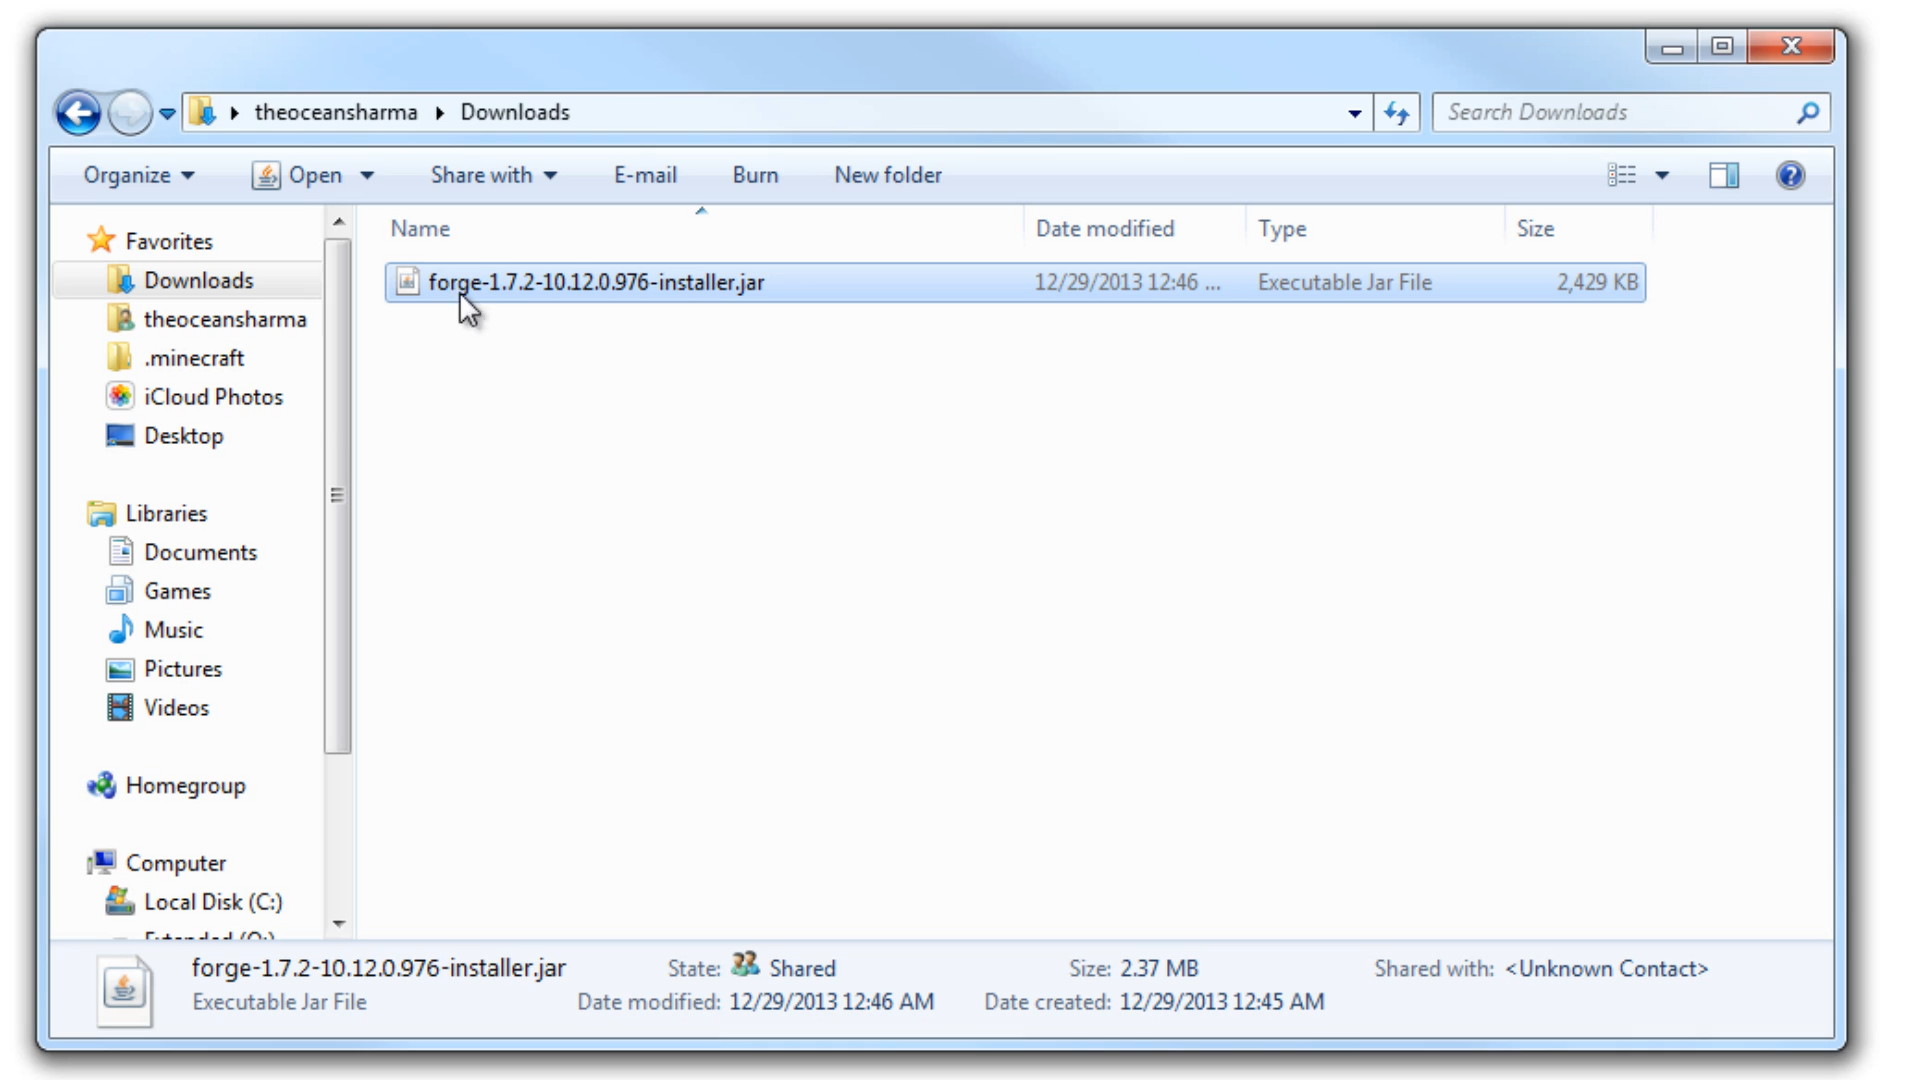 theoceansharma Downloads
Search Downloads
Organize Open Share with E-mail Burn New folder
Name Date modified Type Size
forge-1.7.2-10.12.0.976-installer.jar 12/29/2013 12:46 ... Executable Jar File 2,429 KB
Favorites
Downloads
theoceansharma
.minecraft
iCloud Photos
Desktop
Libraries
Documents
Games
Music
Pictures
Videos
Homegroup
Computer
Local Disk (C:)
forge-1.7.2-10.12.0.976-installer.jar State: Shared Size: 2.37 MB Shared with: <Unknown Contact>
Executable Jar File Date modified: 12/29/2013 12:46 AM Date created: 12/29/2013 12:45 AM